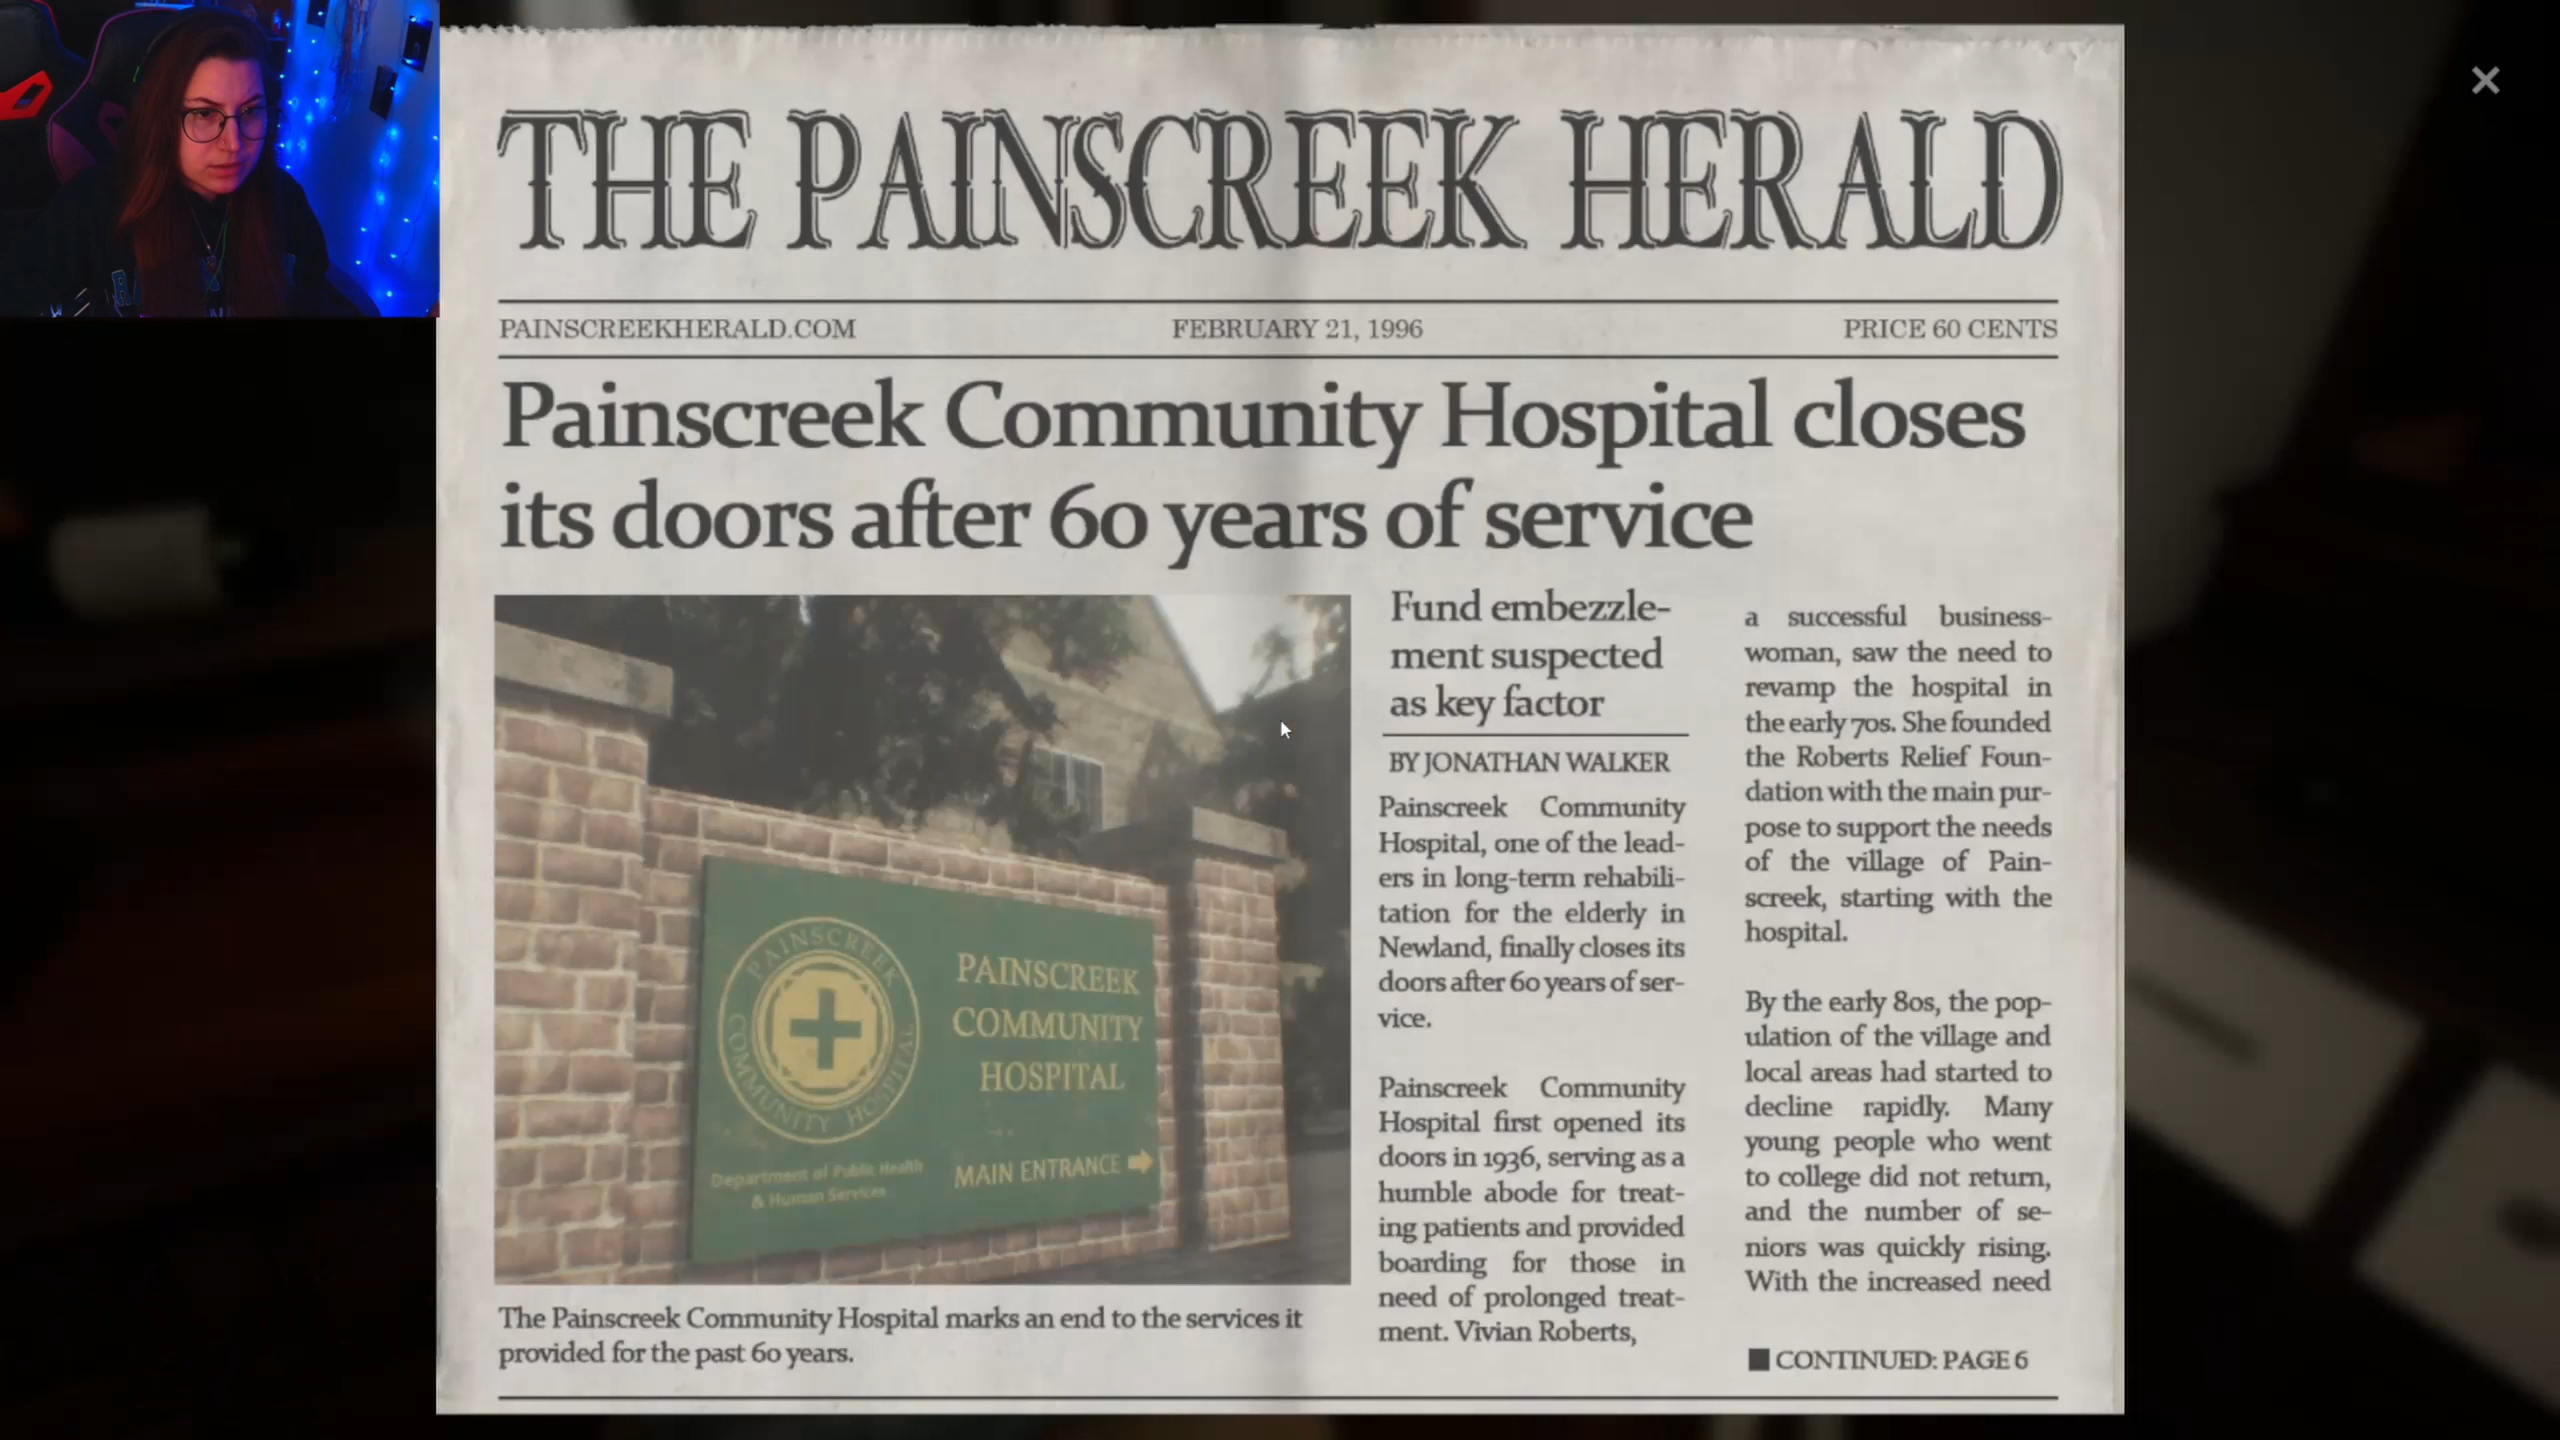 THE PAINSCREEK HERALD
PAINSCREEKHERALD.COM
FEBRUARY 21, 1996
PRICE 60 CENTS
Painscreek Community Hospital closes
its doors after 60 years of service
PAINSCREEK
COMMUNITY HOSPITAL
PAINSCREEK
COMMUNITY
HOSPITAL
Department of Public Health
& Human Services
MAIN ENTRANCE
The Painscreek Community Hospital marks an end to the services it
provided for the past 60 years.
Fund embezzle-
ment suspected
as key factor
BY JONATHAN WALKER
Painscreek Community
Hospital, one of the lead-
ers in long-term rehabili-
tation for the elderly in
Newland, finally closes its
doors after 60 years of ser-
vice.
Painscreek Community
Hospital first opened its
doors in 1936, serving as a
humble abode for treat-
ing patients and provided
boarding for those in
need of prolonged treat-
ment. Vivian Roberts,
a successful business-
woman, saw the need to
revamp the hospital in
the early 70s. She founded
the Roberts Relief Foun-
dation with the main pur-
pose to support the needs
of the village of Pain-
screek, starting with the
hospital.
By the early 80s, the pop-
ulation of the village and
local areas had started to
decline rapidly. Many
young people who went
to college did not return,
and the number of se-
niors was quickly rising.
With the increased need
CONTINUED: PAGE 6